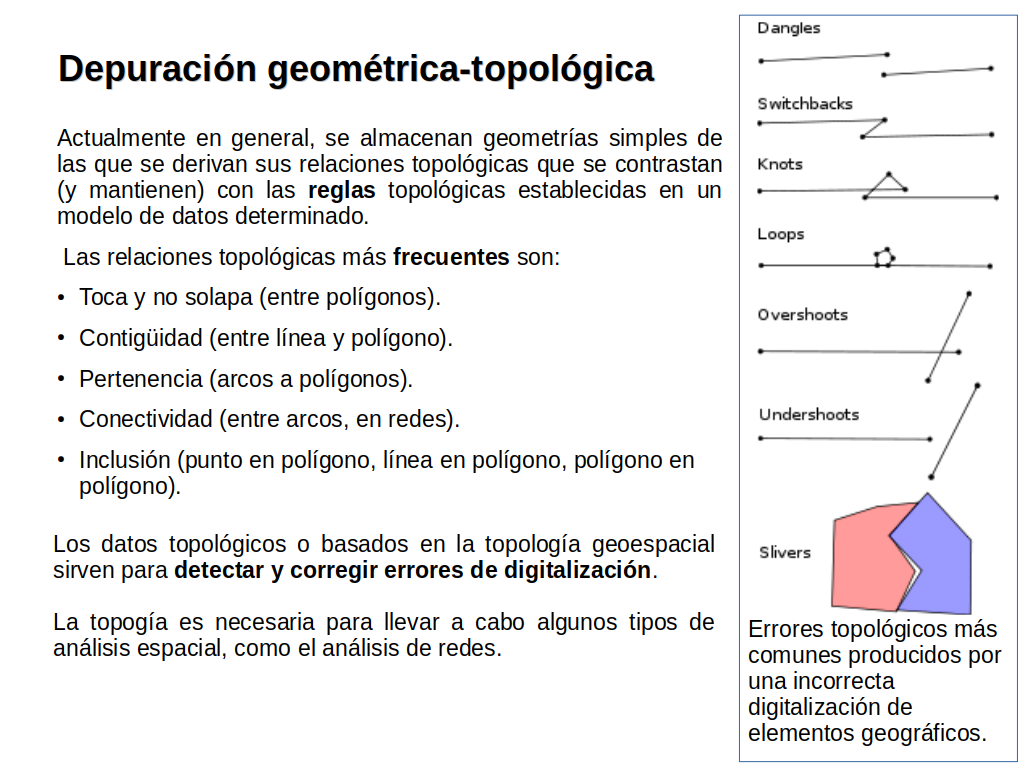 Depuración geométrica-topológica
Actualmente en general, se almacenan geometrías simples de
las que se derivan sus relaciones topológicas que se contrastan
(y mantienen) con las reglas topológicas establecidas en un
modelo de datos determinado.
Las relaciones topológicas más frecuentes son:
• Toca y no solapa (entre polígonos).
• Contigüidad (entre línea y polígono).
• Pertenencia (arcos a polígonos).
• Conectividad (entre arcos, en redes).
• Inclusión (punto en polígono, línea en polígono, polígono en
polígono).
Los datos topológicos o basados en la topología geoespacial
sirven para detectar y corregir errores de digitalización.
La topogía es necesaria para llevar a cabo algunos tipos de
análisis espacial, como el análisis de redes.
Dangles
Switchbacks
Knots
Loops
Overshoots
Undershoots
Slivers
Errores topológicos más
comunes producidos por
una incorrecta
digitalización de
elementos geográficos.